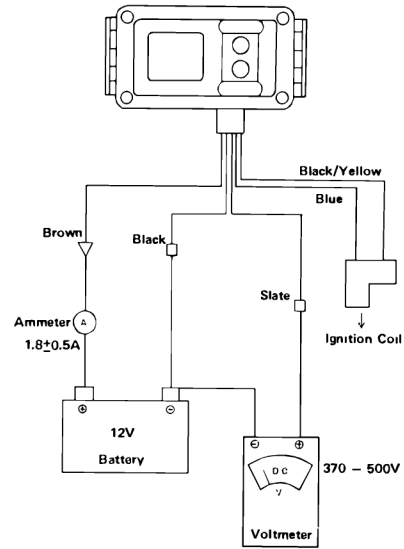 Black/Yellow
Blue
Brown
Black
Slate
Ammeter
A
1.8±0.5A
Ignition Coil
⊕
⊖
12V
Battery
⊖
⊕
DC
V
370 – 500V
Voltmeter